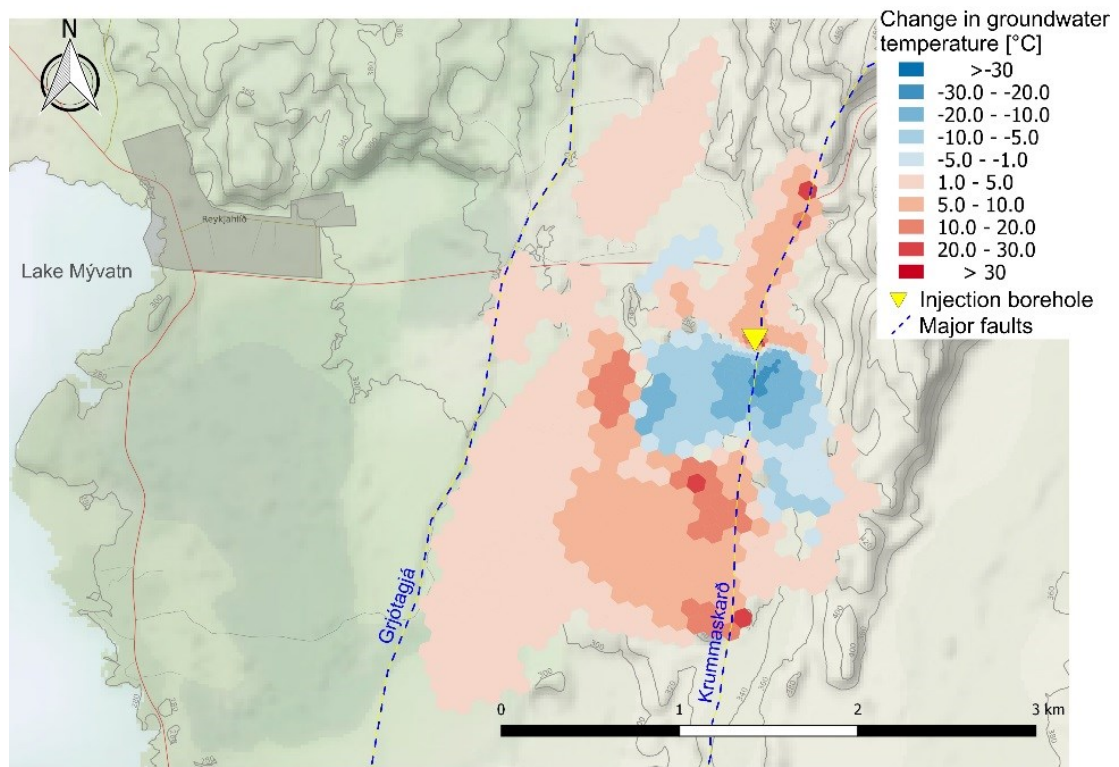 Change in groundwater
temperature [°C]
>-30
-30.0 - -20.0
-20.0 - -10.0
-10.0 - -5.0
-5.0 - -1.0
1.0 - 5.0
5.0 - 10.0
10.0 - 20.0
20.0 - 30.0
> 30
Injection borehole
Major faults
N
Reykjahlíð
Lake Mývatn
Grjótagjá
Krummaskarð
0 1 2 3 km